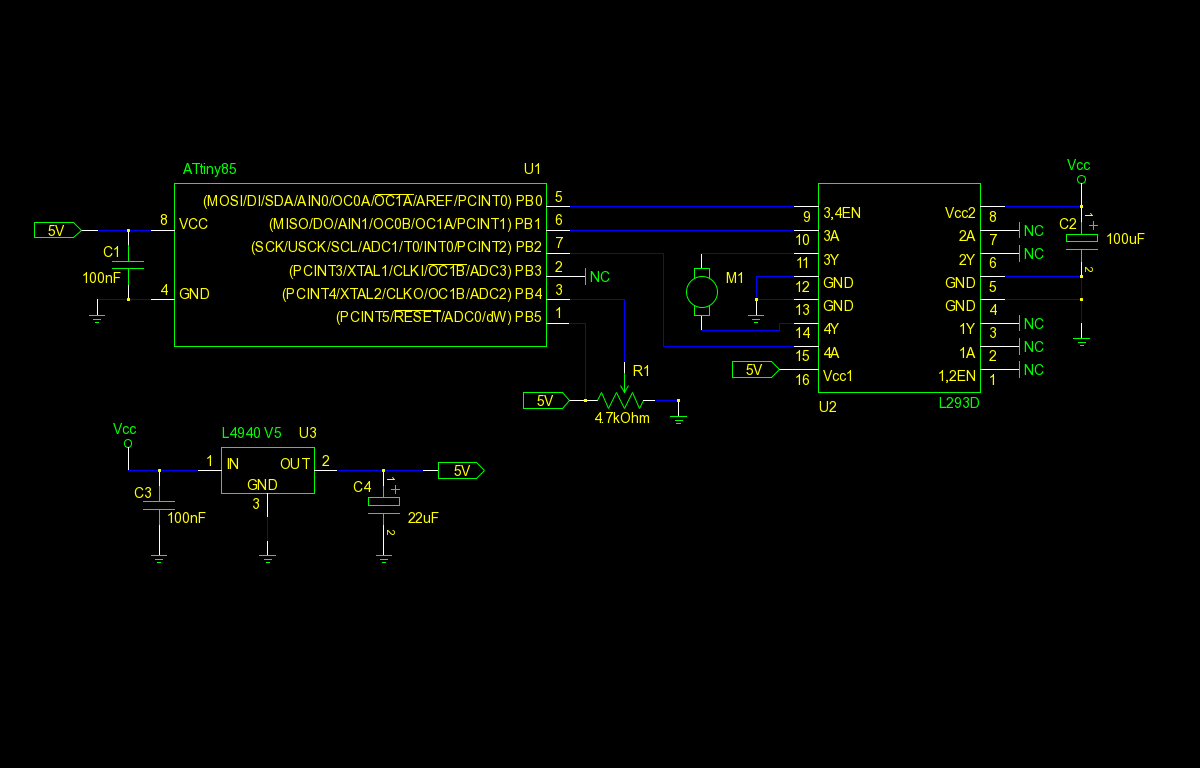 ATtiny85 U1
(MOSI/DI/SDA/AIN0/OC0A/OC1A/AREF/PCINT0) PB0 5
8 VCC (MISO/DO/AIN1/OC0B/OC1A/PCINT1) PB1 6
(SCK/USCK/SCL/ADC1/T0/INT0/PCINT2) PB2 7
(PCINT3/XTAL1/CLKI/OC1B/ADC3) PB3 2 NC
4 GND (PCINT4/XTAL2/CLKO/OC1B/ADC2) PB4 3
(PCINT5/RESET/ADC0/dW) PB5 1
5V
C1
100nF
5V
R1
4.7kOhm
M1
5V
9 3,4EN Vcc2 8
10 3A 2A 7 NC
11 3Y 2Y 6 NC
12 GND GND 5
13 GND GND 4
14 4Y 1Y 3 NC
15 4A 1A 2 NC
16 Vcc1 1,2EN 1 NC
U2 L293D
Vcc
C2 1 +
100uF
2
Vcc
L4940 V5 U3
1 IN OUT 2
GND
3
C3
100nF
5V
C4 1 +
22uF
2